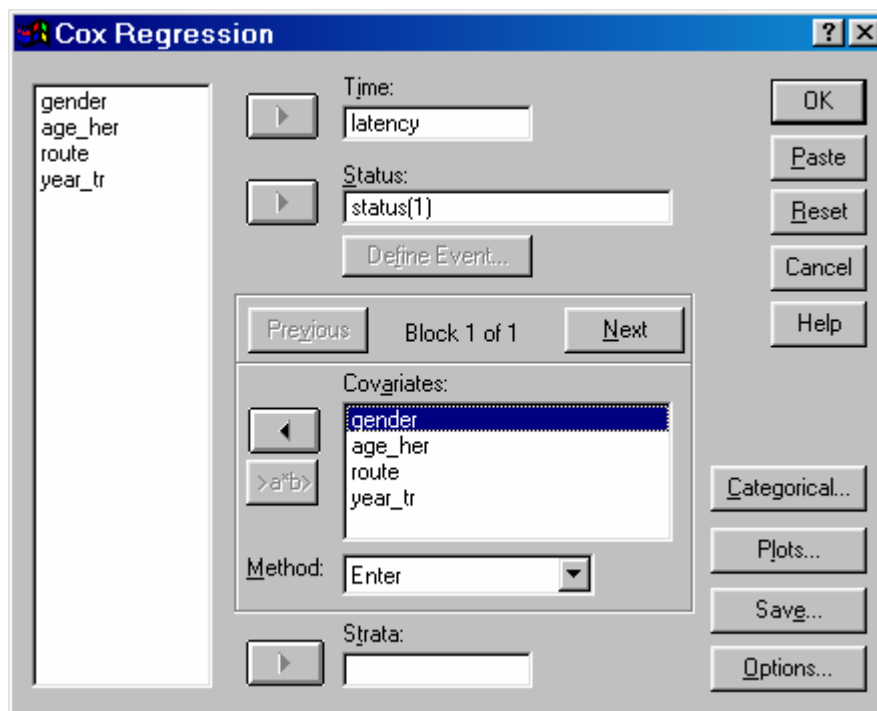 Cox Regression
gender
age_her
route
year_tr
Time:
latency
Status:
status(1)
Define Event...
Previous
Block 1 of 1
Next
Covariates:
gender
age_her
route
year_tr
>a*b>
Method:
Enter
Strata:
OK
Paste
Reset
Cancel
Help
Categorical...
Plots...
Save...
Options...